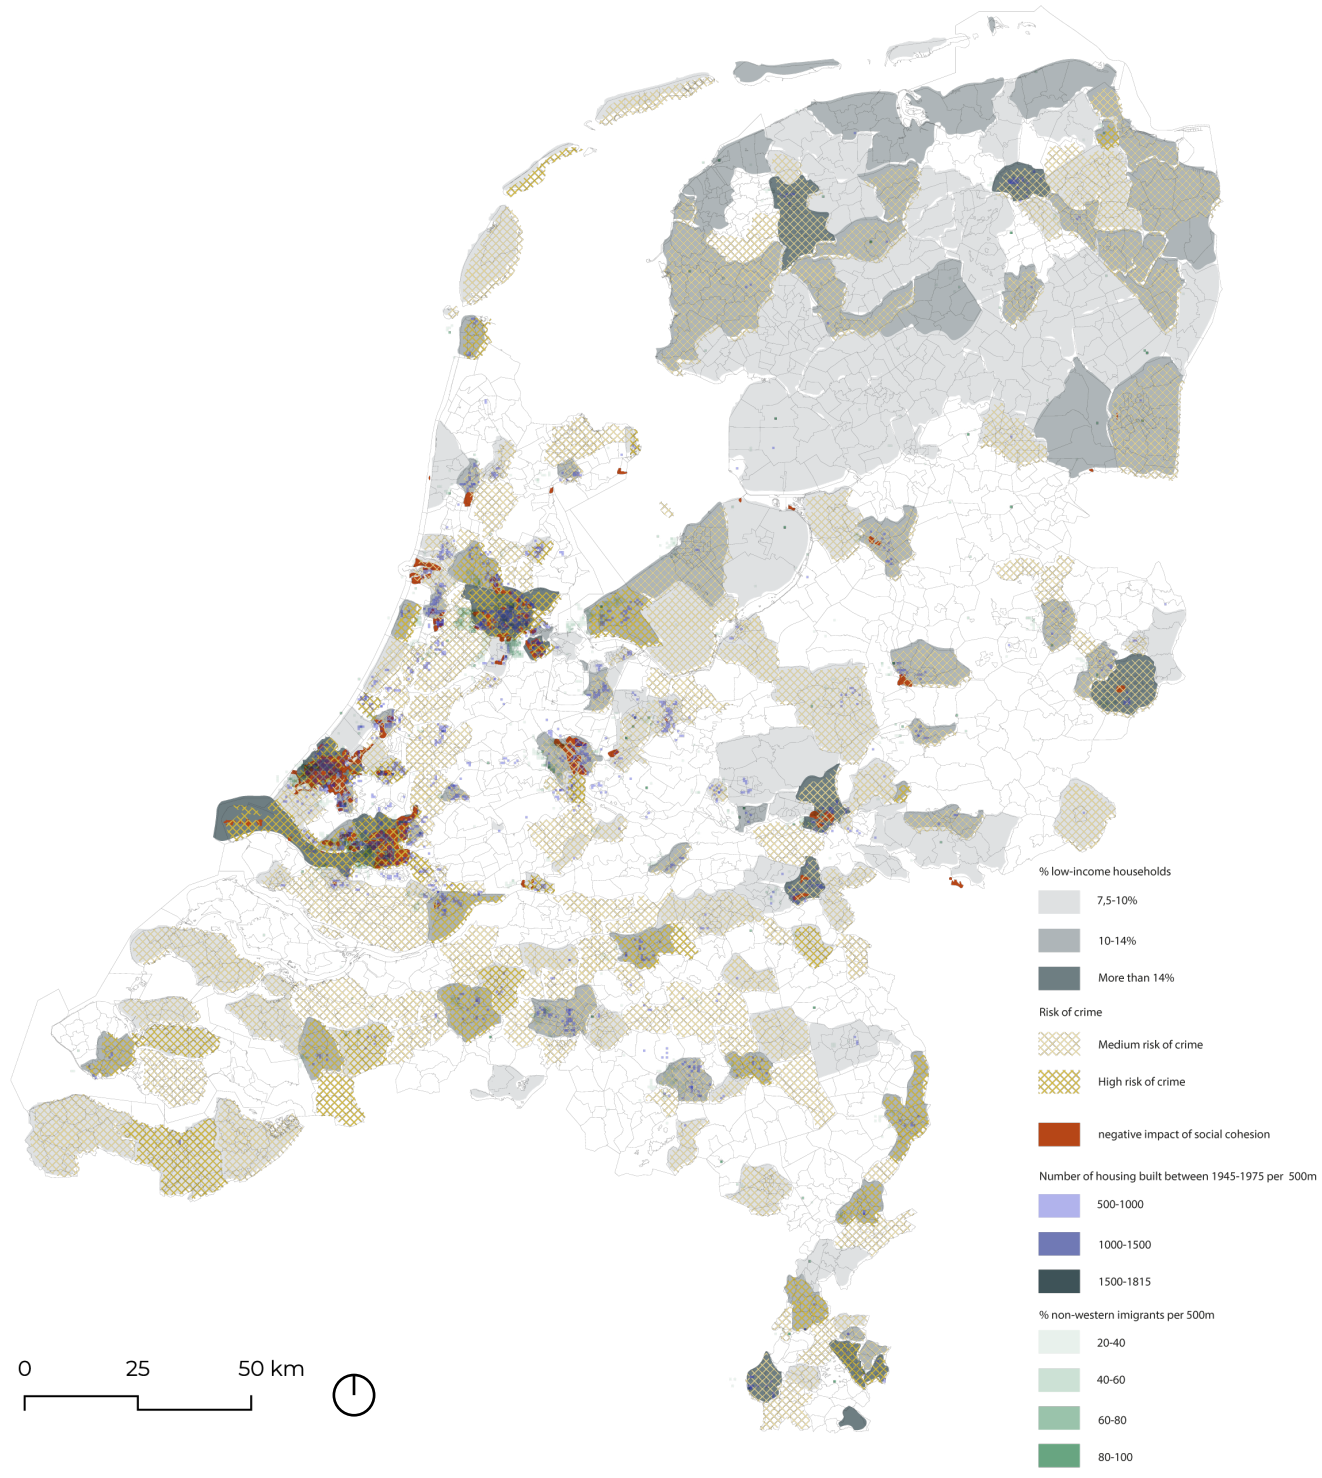 % low-income households
7,5-10%
10-14%
More than 14%
Risk of crime
Medium risk of crime
High risk of crime
negative impact of social cohesion
Number of housing built between 1945-1975 per 500m
500-1000
1000-1500
1500-1815
% non-western imigrants per 500m
20-40
40-60
60-80
80-100
0 25 50 km